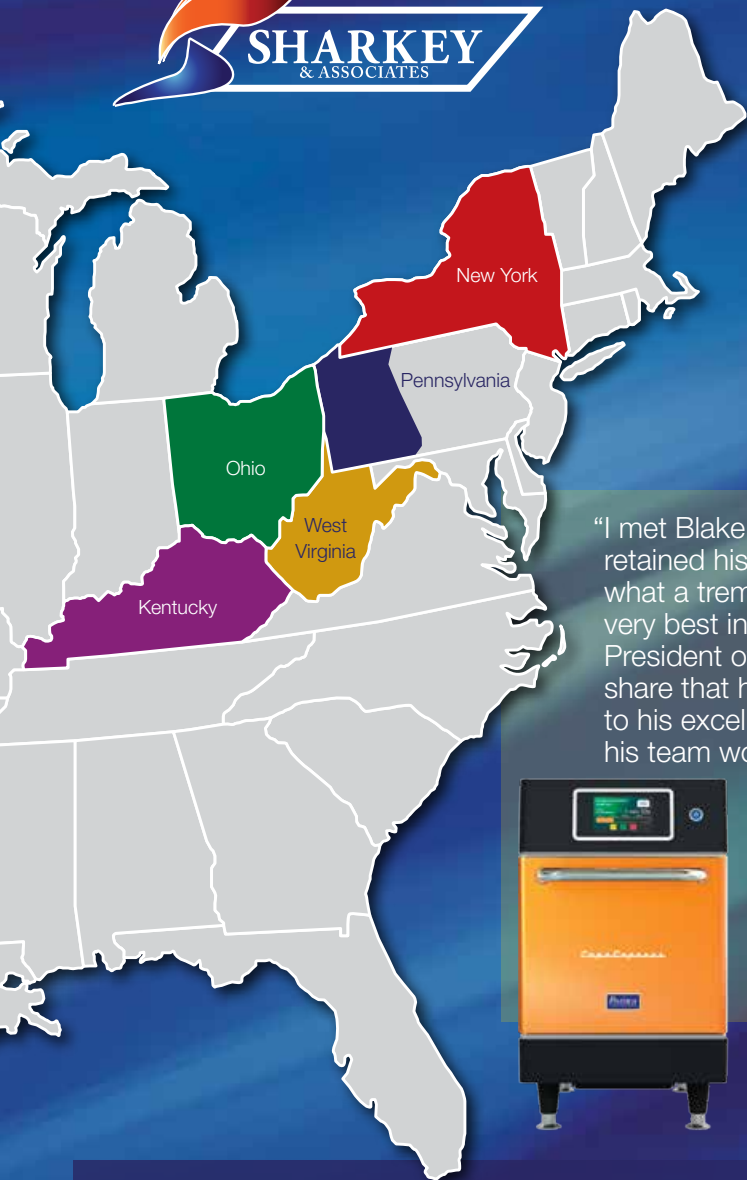 SHARKEY
& ASSOCIATES
New York
Pennsylvania
Ohio
West
Virginia
Kentucky
“I met Blake
retained his
what a trem
very best in
President o
share that h
to his excel
his team wo